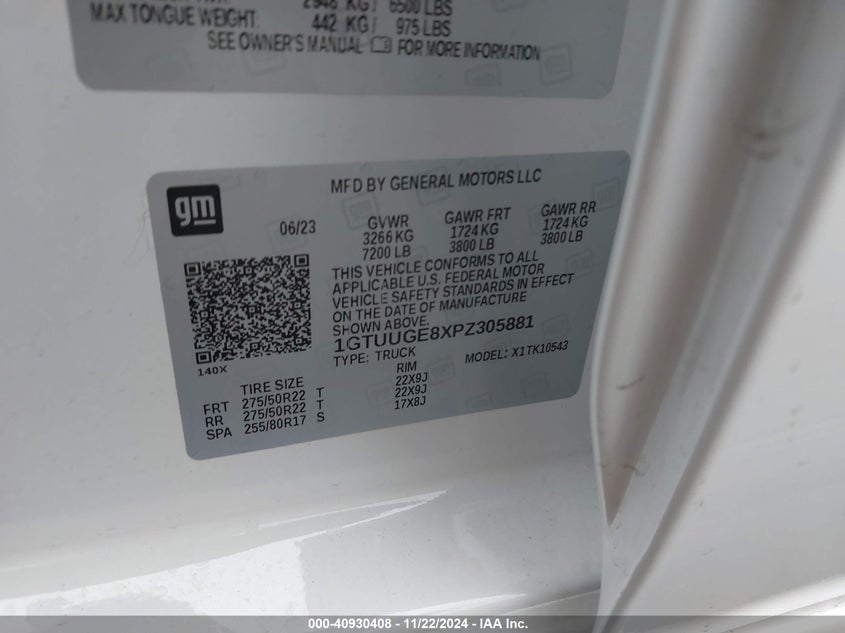 2948 KG/ 6500 LBS
MAX TONGUE WEIGHT: 442 KG/ 975 LBS
SEE OWNER'S MANUAL FOR MORE INFORMATION
gm
MFD BY GENERAL MOTORS LLC
06/23 GVWR GAWR FRT GAWR RR
3266 KG 1724 KG 1724 KG
7200 LB 3800 LB 3800 LB
THIS VEHICLE CONFORMS TO ALL
APPLICABLE U.S. FEDERAL MOTOR
VEHICLE SAFETY STANDARDS IN EFFECT
ON THE DATE OF MANUFACTURE
SHOWN ABOVE.
1GTUUGE8XPZ305881
TYPE: TRUCK MODEL: X1TK10543
140X
TIRE SIZE RIM
FRT 275/50R22 T 22X9J
RR 275/50R22 T 22X9J
SPA 255/80R17 S 17X8J
000-40930408 - 11/22/2024 - IAA Inc.